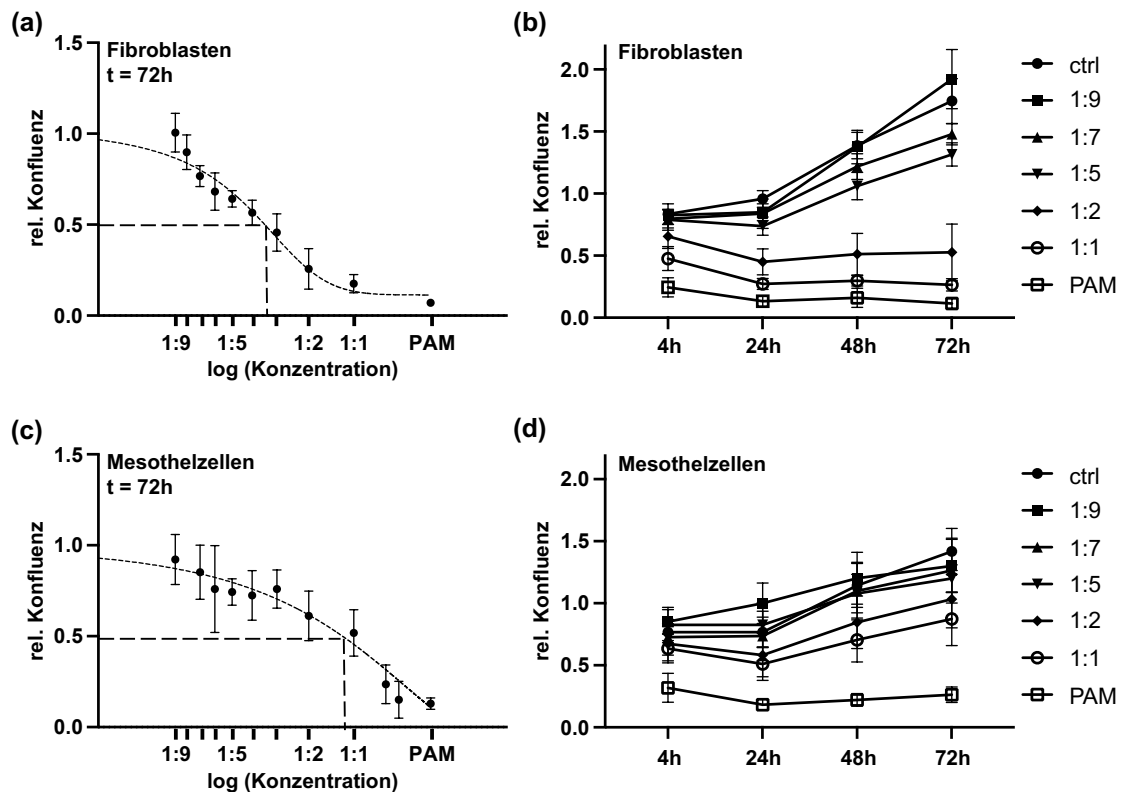 (a)
Fibroblasten
t = 72h
rel. Konfluenz
1.5
1.0
0.5
0.0
1:9 1:5 1:2 1:1 PAM
log (Konzentration)
(b)
Fibroblasten
rel. Konfluenz
2.0
1.5
1.0
0.5
0.0
4h 24h 48h 72h
ctrl
1:9
1:7
1:5
1:2
1:1
PAM
(c)
Mesothelzellen
t = 72h
rel. Konfluenz
1.5
1.0
0.5
0.0
1:9 1:5 1:2 1:1 PAM
log (Konzentration)
(d)
Mesothelzellen
rel. Konfluenz
2.0
1.5
1.0
0.5
0.0
4h 24h 48h 72h
ctrl
1:9
1:7
1:5
1:2
1:1
PAM